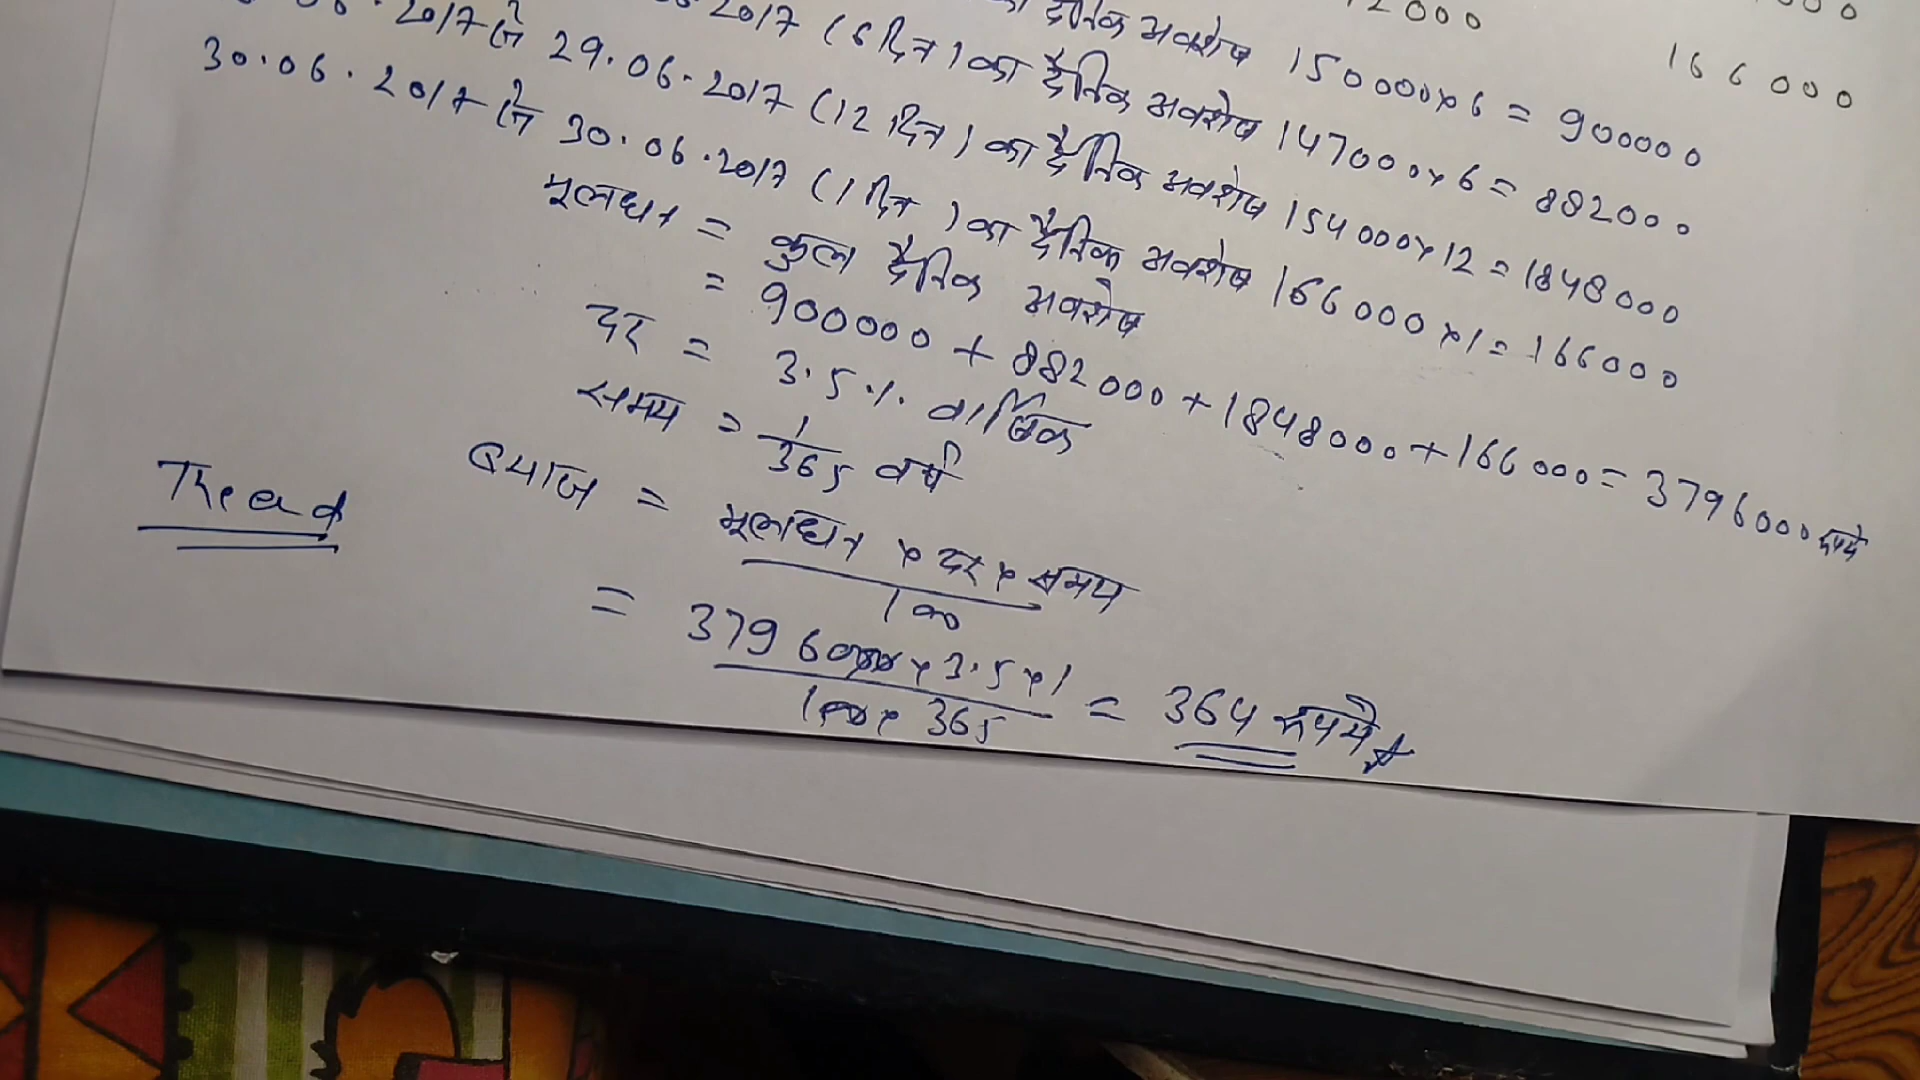 2000
166000
2017 से 2017 (6 दिन) का दैनिक अवशेष 150000×6 = 900000
30.06.2017 से 29.06.2017 (12 दिन) का दैनिक अवशेष 147000×6 = 882000
30.06.2017 (1 दिन) का दैनिक अवशेष 154000×12 = 1848000
दैनिक अवशेष 166000×1 = 166000
मूलधन = कुल दैनिक अवशेष
= 900000 + 882000 + 1848000 + 166000 = 3796000 रुपये
दर = 3.5% वार्षिक
समय = 1/365 वर्ष
The end
ब्याज = मूलधन × दर × समय / 100
= 3796000 × 3.5 × 1 / 100 × 365 = 364 रुपये